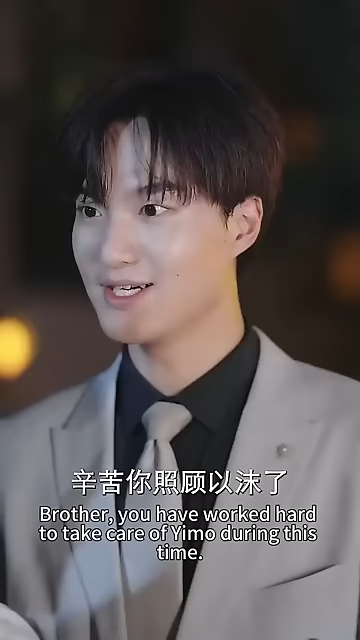 辛苦你照顾以沫了
Brother, you have worked hard
to take care of Yimo during this
time.